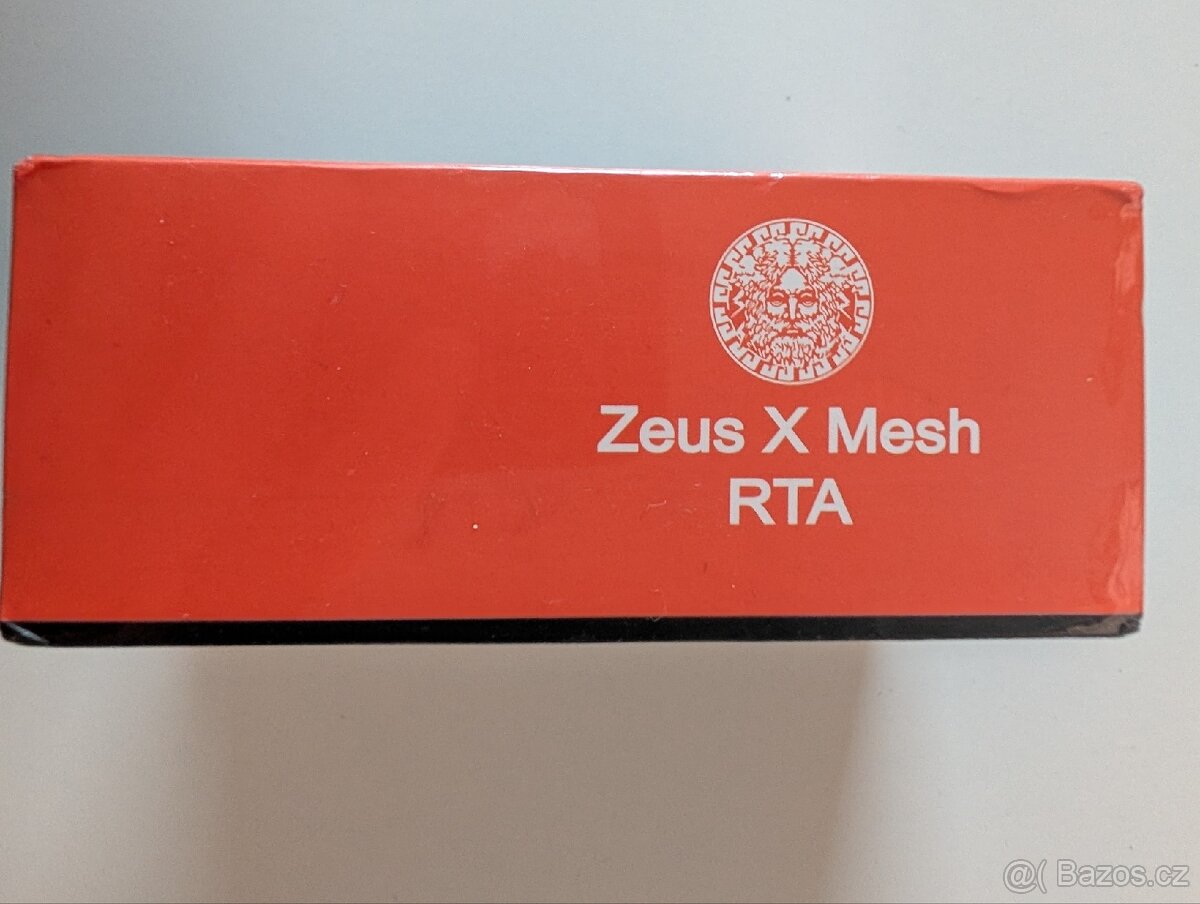 Zeus X Mesh
RTA
@( Bazos.cz